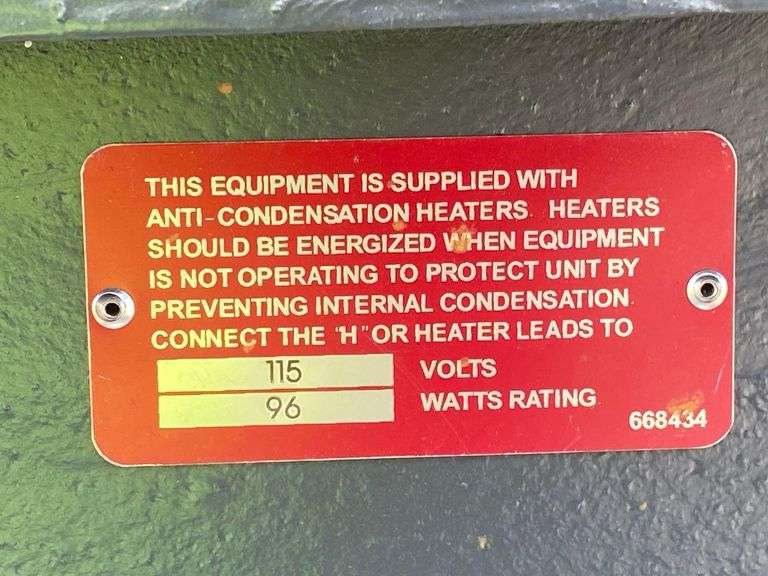 THIS EQUIPMENT IS SUPPLIED WITH
ANTI-CONDENSATION HEATERS. HEATERS
SHOULD BE ENERGIZED WHEN EQUIPMENT
IS NOT OPERATING TO PROTECT UNIT BY
PREVENTING INTERNAL CONDENSATION.
CONNECT THE "H" OR HEATER LEADS TO
115 VOLTS
96 WATTS RATING
668434